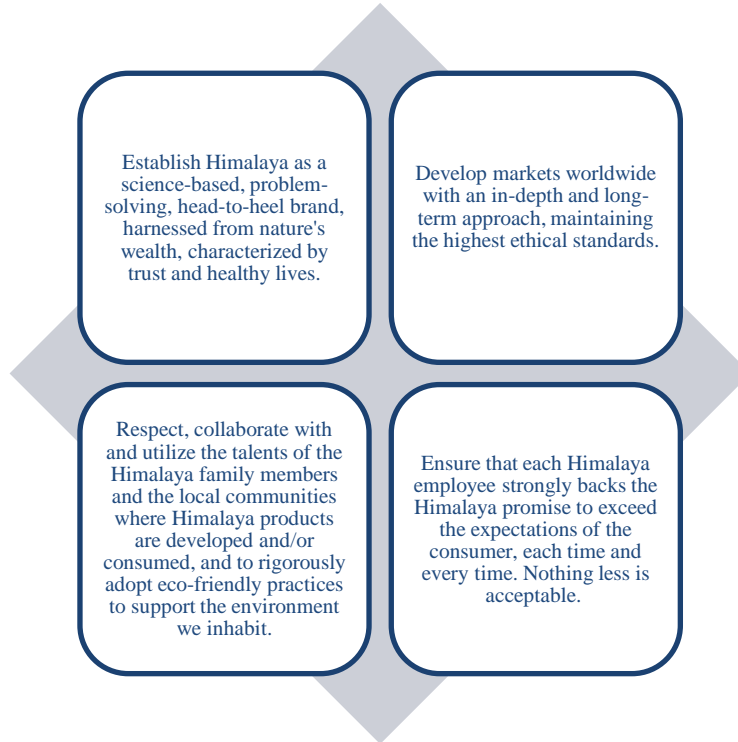 Establish Himalaya as a
science-based, problem-
solving, head-to-heel brand,
harnessed from nature's
wealth, characterized by
trust and healthy lives.
Develop markets worldwide
with an in-depth and long-
term approach, maintaining
the highest ethical standards.
Respect, collaborate with
and utilize the talents of the
Himalaya family members
and the local communities
where Himalaya products
are developed and/or
consumed, and to rigorously
adopt eco-friendly practices
to support the environment
we inhabit.
Ensure that each Himalaya
employee strongly backs the
Himalaya promise to exceed
the expectations of the
consumer, each time and
every time. Nothing less is
acceptable.